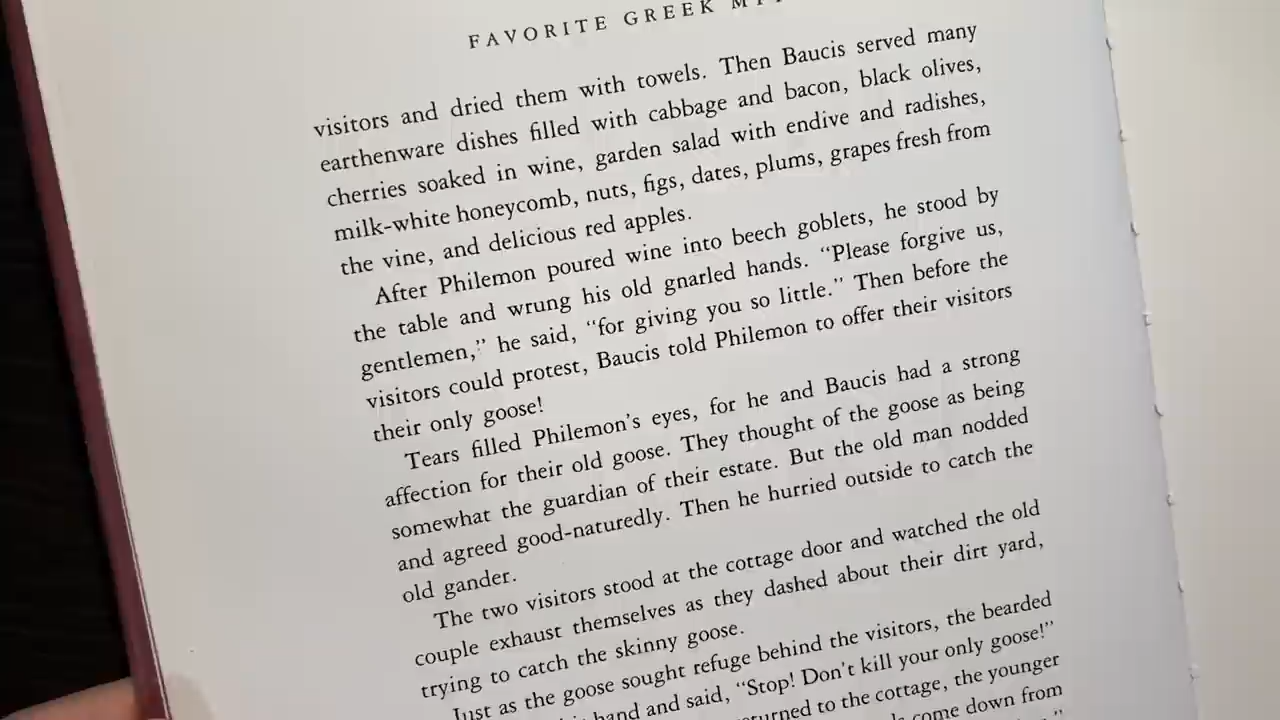 FAVORITE GREEK
visitors and dried them with towels. Then Baucis served many
earthenware dishes filled with cabbage and bacon, black olives,
cherries soaked in wine, garden salad with endive and radishes,
milk-white honeycomb, nuts, figs, dates, plums, grapes fresh from
the vine, and delicious red apples.
After Philemon poured wine into beech goblets, he stood by
the table and wrung his old gnarled hands. “Please forgive us,
gentlemen,” he said, “for giving you so little.” Then before the
visitors could protest, Baucis told Philemon to offer their visitors
their only goose!
Tears filled Philemon’s eyes, for he and Baucis had a strong
affection for their old goose. They thought of the goose as being
somewhat the guardian of their estate. But the old man nodded
and agreed good-naturedly. Then he hurried outside to catch the
old gander.
The two visitors stood at the cottage door and watched the old
couple exhaust themselves as they dashed about their dirt yard,
trying to catch the skinny goose.
Just as the goose sought refuge behind the visitors, the bearded
hand and said, “Stop! Don’t kill your only goose!”
to the cottage, the younger
come down from